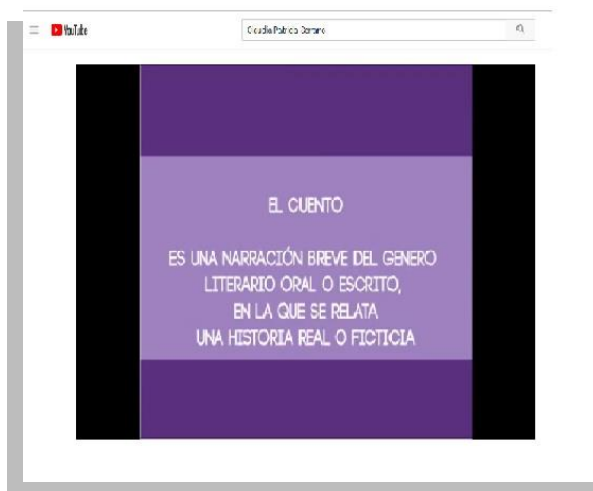 YouTube
Claudia Patricia
EL CUENTO
ES UNA NARRACIÓN BREVE DEL GENERO
LITERARIO ORAL O ESCRITO,
EN LA QUE SE RELATA
UNA HISTORIA REAL O FICTICIA